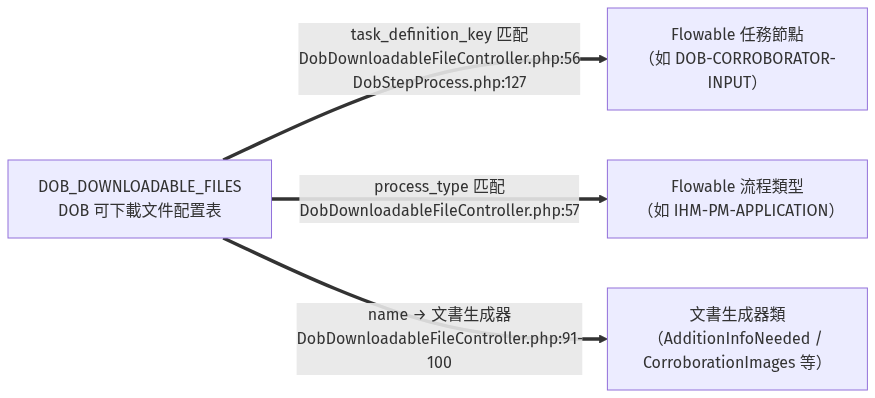 task_definition_key 匹配
DobDownloadableFileController.php:56
DobStepProcess.php:127
Flowable 任務節點
（如 DOB-CORROBORATOR-
INPUT）
DOB_DOWNLOADABLE_FILES
DOB 可下載文件配置表
process_type 匹配
DobDownloadableFileController.php:57
Flowable 流程類型
（如 IHM-PM-APPLICATION）
name → 文書生成器
DobDownloadableFileController.php:91-
100
文書生成器類
（AdditionInfoNeeded /
CorroborationImages 等）